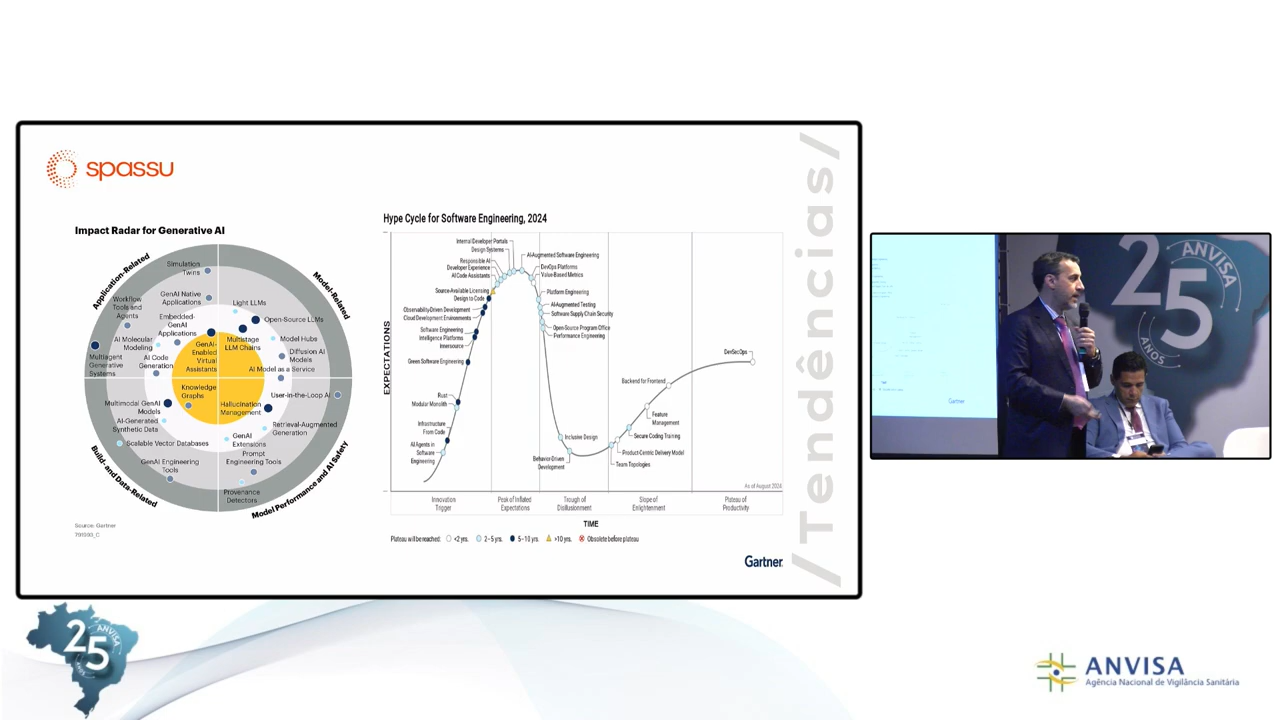 spassu
/Tendências/
Impact Radar for Generative AI
Application-Related
Model-Related
Simulation
Twins
GenAI Native
Applications
Workflow
Tools and
Agents
Embedded-
GenAI
Applications
AI Molecular
Modeling
Multiagent
Generative
Systems
AI Code
Generation
GenAI-
Enabled
Virtual
Assistants
Light LLMs
Open-Source LLMs
Multistage
LLM Chains
Model Hube
Diffusion AI
Models
AI Model as a Service
Knowledge
Graphs
Multimodal GenAI
Models
AI-Generated
Synthetic Data
Scalable Vector Databases
GenAI Engineering
Tools
Build- and Data-Related
User-in-the-Loop AI
Hallucination
Management
Retrieval-Augmented
Generation
GenAI
Extensions
Prompt
Engineering Tools
Provenance
Detectors
Model Performance and AI Safety
Source: Gartner
791993_C
Hype Cycle for Software Engineering, 2024
EXPECTATIONS
Internal Developer Portals
Design Systems
Responsible AI
Developer Experience
AI Code Assistants
Source-Available Licensing
Design to Code
Observability-Driven Development
Cloud Development Environments
Software Engineering
Intelligence Platforms
Innersource
Green Software Engineering
Rust
Modular Monolith
Infrastructure
From Code
AI Agents in
Software
Engineering
AI-Augmented Software Engineering
DevOps Platforms
Value-Based Metrics
Platform Engineering
AI-Augmented Testing
Software Supply Chain Security
Open-Source Program Office
Performance Engineering
Inclusive Design
Behavior-Driven
Development
Team Topologies
Product-Centric Delivery Model
Secure Coding Training
Feature
Management
Backend for Frontend
DevSecOps
As of August 2024
Innovation
Trigger
Peak of Inflated
Expectations
Trough of
Disillusionment
Slope of
Enlightenment
Plateau of
Productivity
TIME
Plateau will be reached: <2 yrs. 2-5 yrs. 5-10 yrs. >10 yrs. Obsolete before plateau
Gartner
25
ANVISA
ANOS
Gartner
25
ANVISA
ANOS
ANVISA
Agência Nacional de Vigilância Sanitária